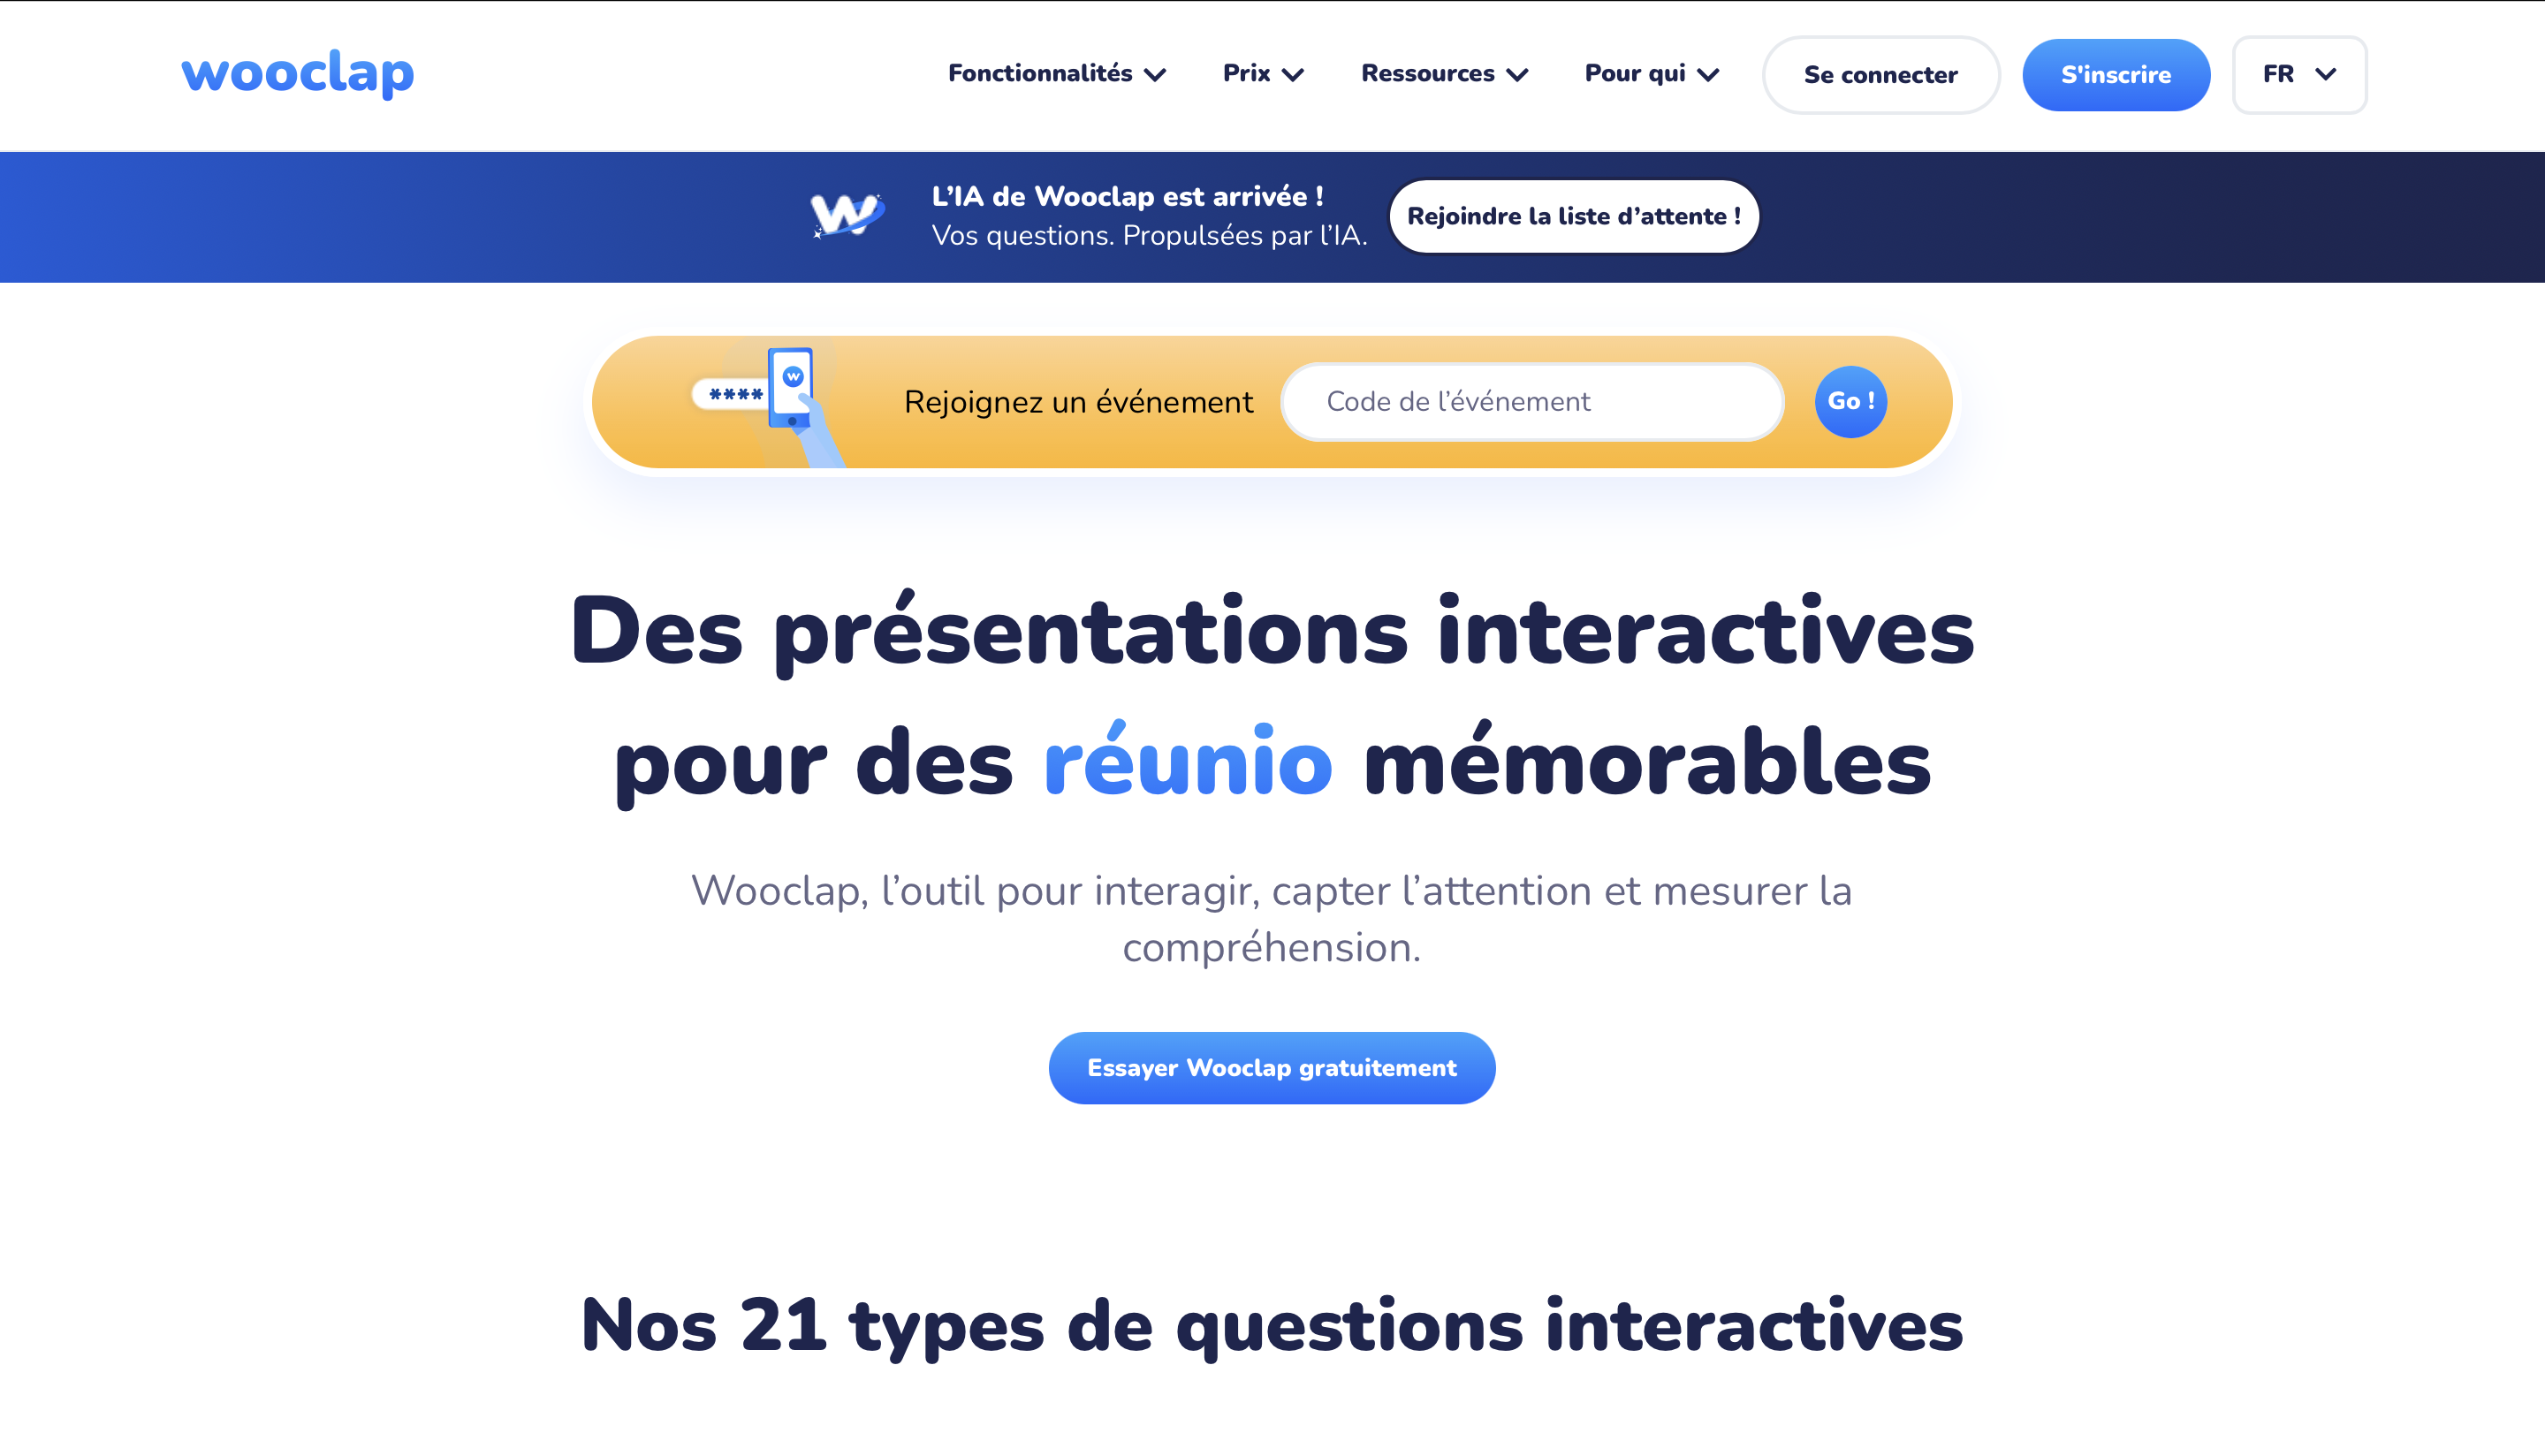 wooclap
Fonctionnalités
Prix
Ressources
Pour qui
Se connecter
S'inscrire
FR
L’IA de Wooclap est arrivée !
Vos questions. Propulsées par l’IA.
Rejoindre la liste d’attente !
****
W
Rejoignez un événement
Code de l’événement
Go !
Des présentations interactives
pour des réunio mémorables
Wooclap, l’outil pour interagir, capter l’attention et mesurer la
compréhension.
Essayer Wooclap gratuitement
Nos 21 types de questions interactives